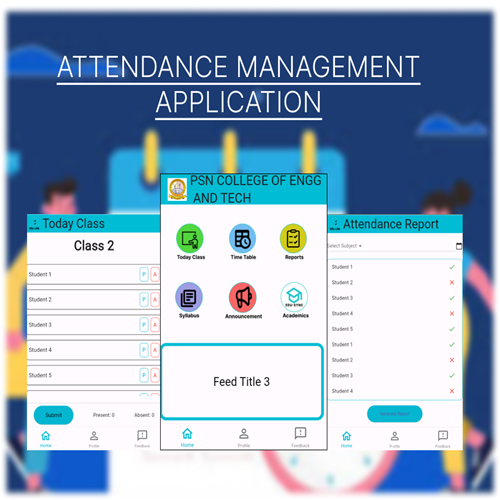 ATTENDANCE MANAGEMENT
APPLICATION
Today Class
Class 2
Student 1 P A
Student 2 P A
Student 3 P A
Student 4 P A
Student 5 P A
Submit Present: 0 Absent: 0
Home Profile Feedback
PSN COLLEGE OF ENGG
AND TECH
Today Class Time Table Reports
Syllabus Announcement Academics
EDU SYNC
Feed Title 3
Home Profile Feedback
Attendance Report
Select Subject
Student 1
Student 2
Student 3
Student 4
Student 5
Student 1
Student 2
Student 3
Student 4
Home Profile Feedback